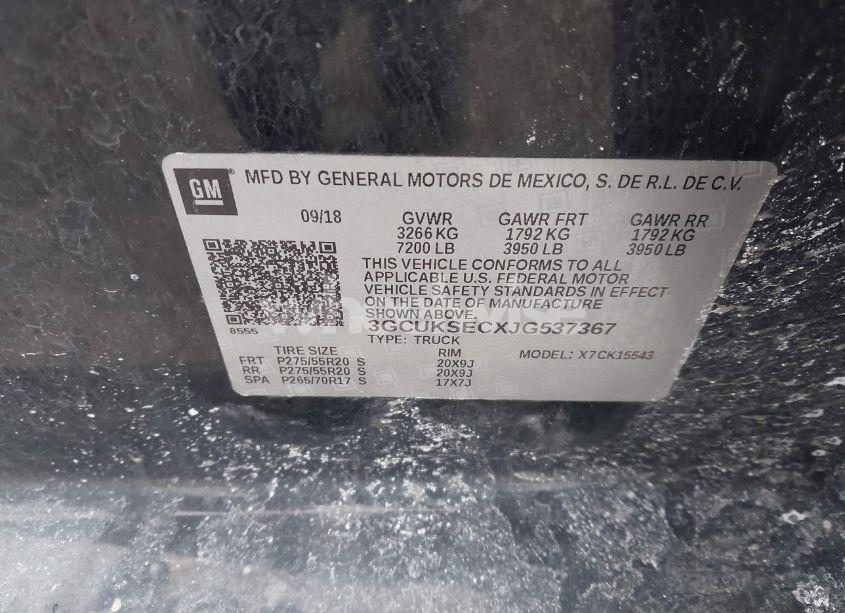 GM
MFD BY GENERAL MOTORS DE MEXICO, S. DE R.L. DE C.V.
09/18 GVWR GAWR FRT GAWR RR
3266 KG 1792 KG 1792 KG
7200 LB 3950 LB 3950 LB
THIS VEHICLE CONFORMS TO ALL
APPLICABLE U.S. FEDERAL MOTOR
VEHICLE SAFETY STANDARDS IN EFFECT
ON THE DATE OF MANUFACTURE
SHOWN ABOVE.
8555 3GCUKSECXJG537367
TYPE: TRUCK
TIRE SIZE RIM MODEL: X7CK15543
FRT P275/55R20 S 20X9J
RR P275/55R20 S 20X9J
SPA P265/70R17 S 17X7J